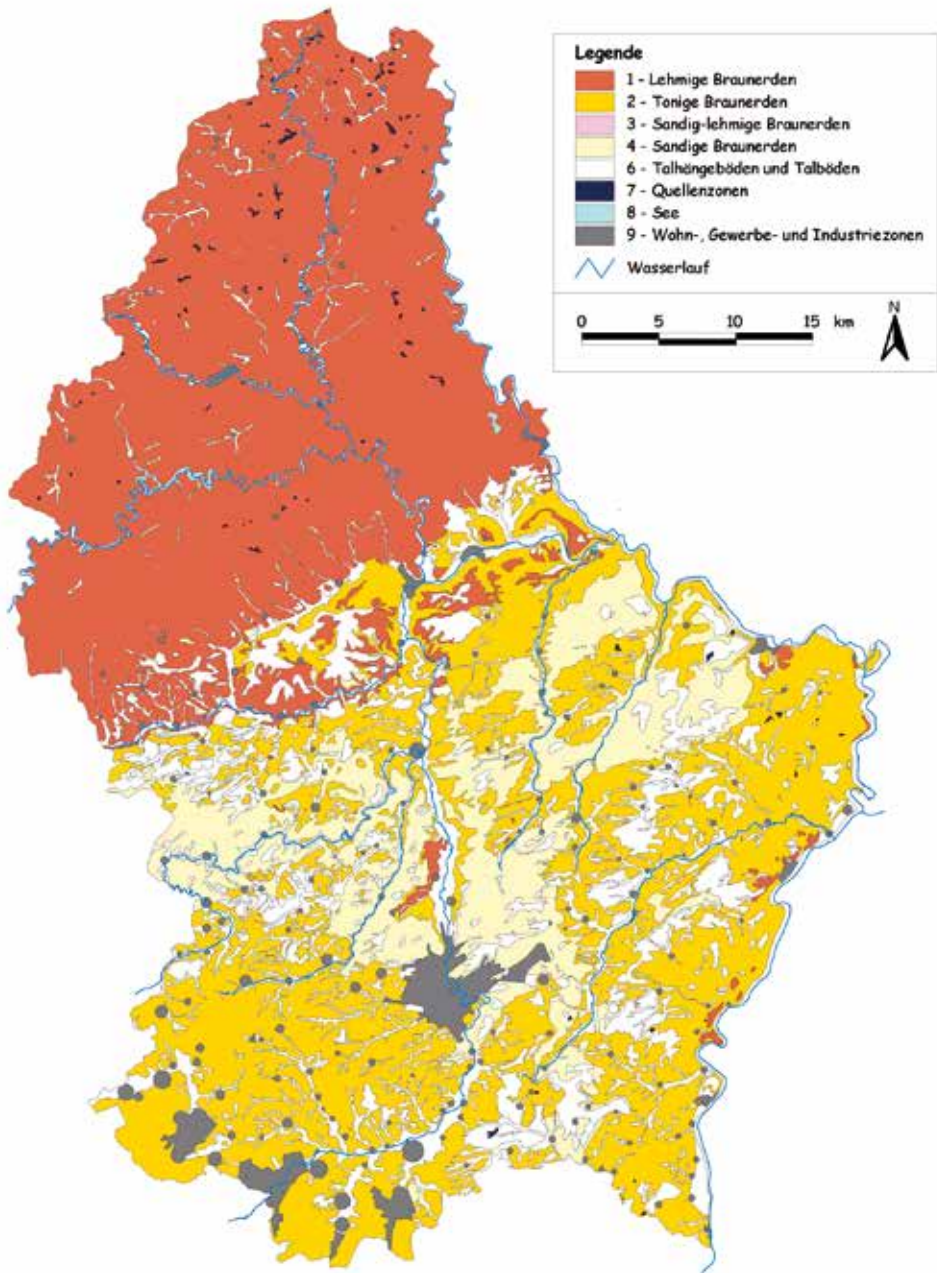 Legende
1 - Lehmige Braunerden
2 - Tonige Braunerden
3 - Sandig-lehmige Braunerden
4 - Sandige Braunerden
6 - Talhängeböden und Talböden
7 - Quellenzonen
8 - See
9 - Wohn-, Gewerbe- und Industriezonen
Wasserlauf
0 5 10 15 km
N